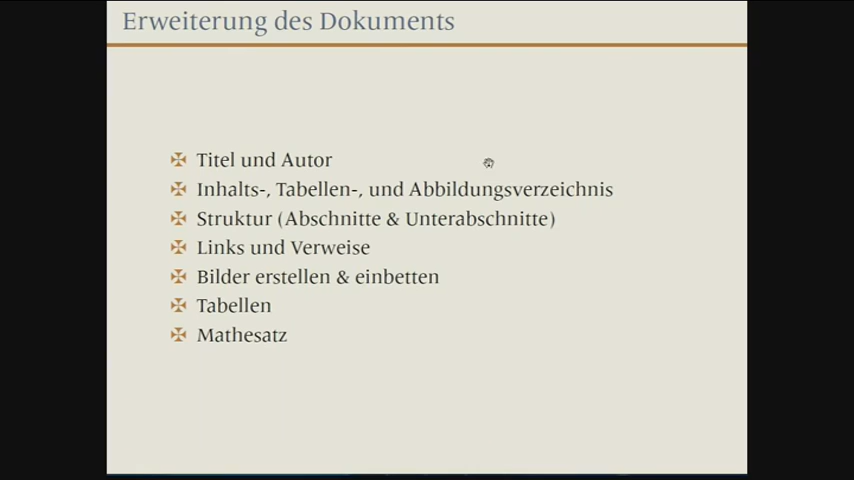 Erweiterung des Dokuments
Titel und Autor
Inhalts-, Tabellen-, und Abbildungsverzeichnis
Struktur (Abschnitte & Unterabschnitte)
Links und Verweise
Bilder erstellen & einbetten
Tabellen
Mathesatz